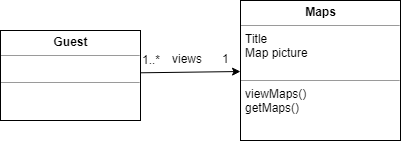 Guest
1..* views 1
Maps
Title
Map picture
viewMaps()
getMaps()